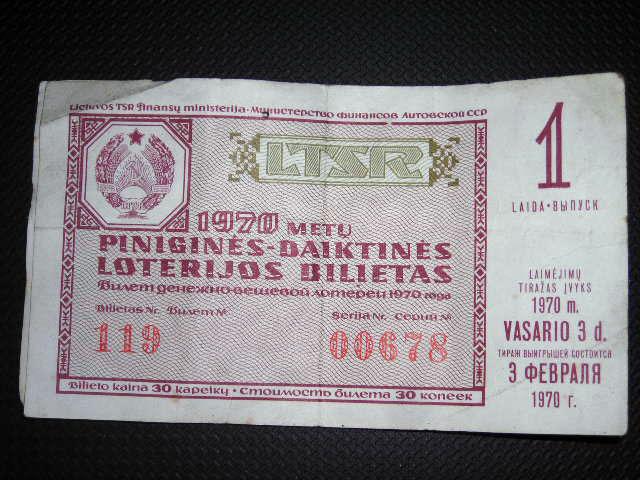 Lietuvos TSR finansų ministerija · Министерство финансов Литовской ССР
LTSR
1970 METŲ
PINIGINĖS-DAIKTINĖS
LOTERIJOS BILIETAS
Билет денежно-вещевой лотереи 1970 года
Bilietas Nr. Билет №
Serija Nr. Серия №
119
00678
Bilieto kaina 30 kapeikų · Стоимость билета 30 копеек
1
LAIDA · ВЫПУСК
LAIMĖJIMŲ
TIRAŽAS ĮVYKS
1970 m.
VASARIO 3 d.
ТИРАЖ ВЫИГРЫШЕЙ СОСТОИТСЯ
3 ФЕВРАЛЯ
1970 г.